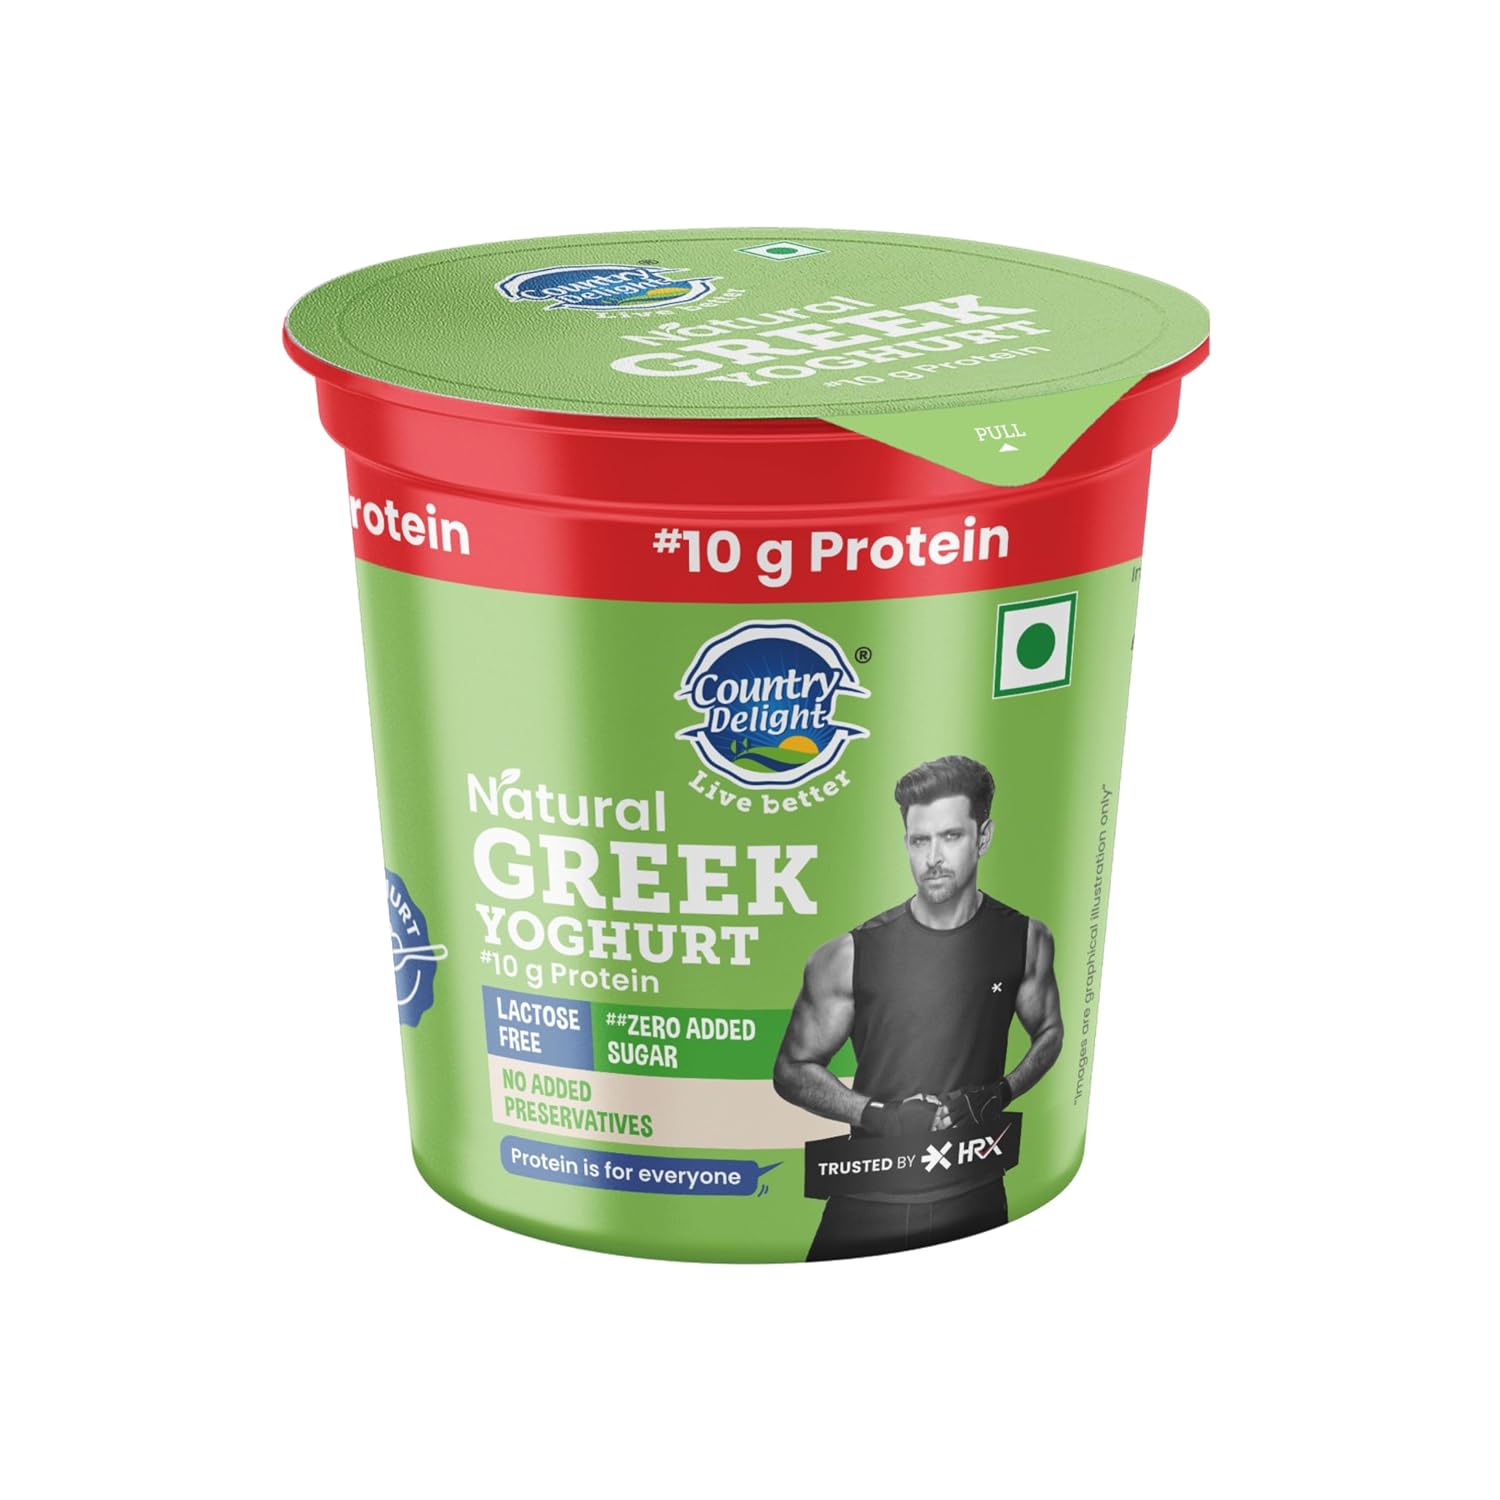 Country
Delight
®
Live better
Natural
GREEK
YOGHURT
#10 g Protein
PULL
rotein
#10 g Protein
Country
Delight
®
Live better
Natural
GREEK
YOGHURT
#10 g Protein
LACTOSE
FREE
##ZERO ADDED
SUGAR
NO ADDED
PRESERVATIVES
Protein is for everyone
TRUSTED BY HRX
URT
"Images are graphical illustration only"